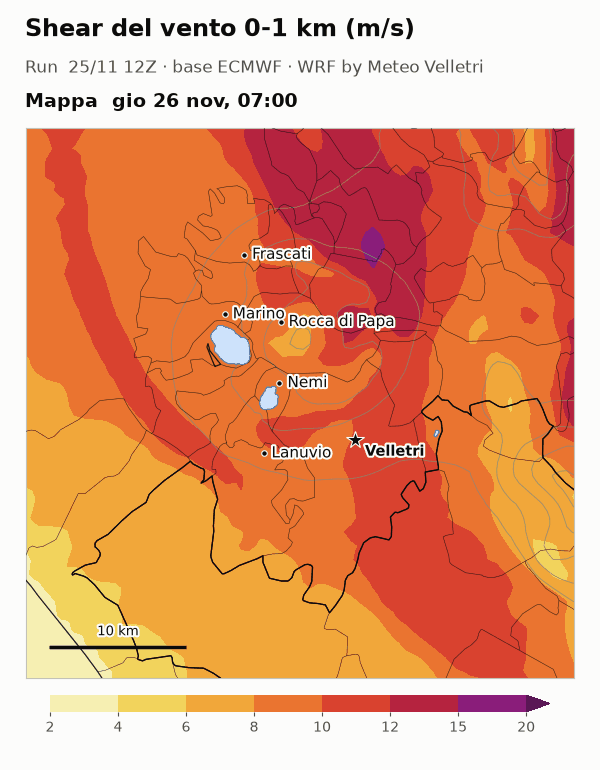 Shear del vento 0-1 km (m/s)
Run  25/11 12Z · base ECMWF · WRF by Meteo Velletri
Mappa  gio 26 nov, 07:00
Frascati
Marino
Rocca di Papa
Nemi
Velletri
Lanuvio
10 km
2 4 6 8 10 12 15 20